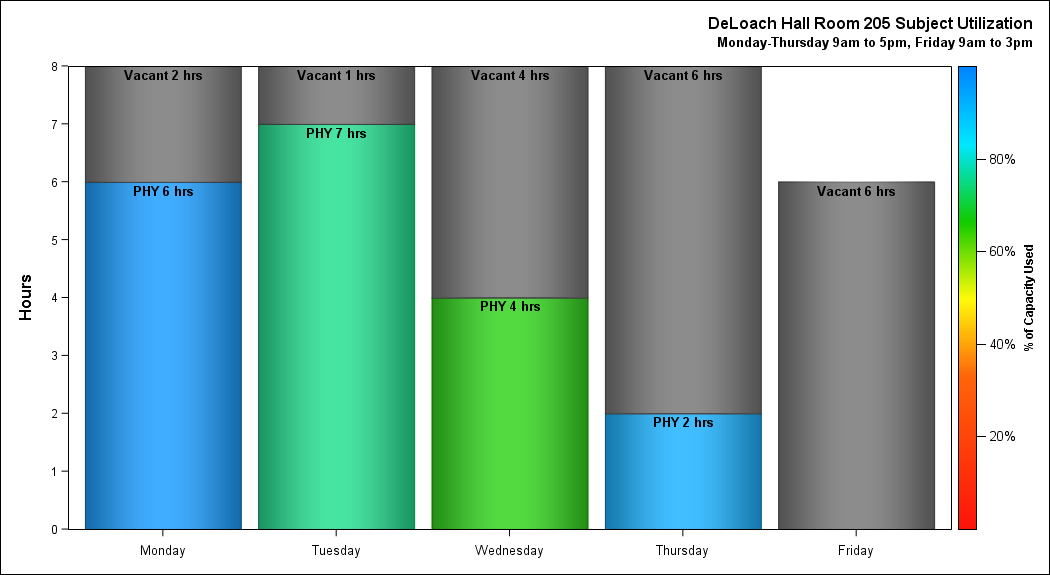 DeLoach Hall Room 205 Subject Utilization
Monday-Thursday 9am to 5pm, Friday 9am to 3pm
Hours
8
7
6
5
4
3
2
1
0
Vacant 2 hrs
PHY 6 hrs
Vacant 1 hrs
PHY 7 hrs
Vacant 4 hrs
PHY 4 hrs
Vacant 6 hrs
PHY 2 hrs
Vacant 6 hrs
Monday
Tuesday
Wednesday
Thursday
Friday
80%
60%
40%
20%
% of Capacity Used